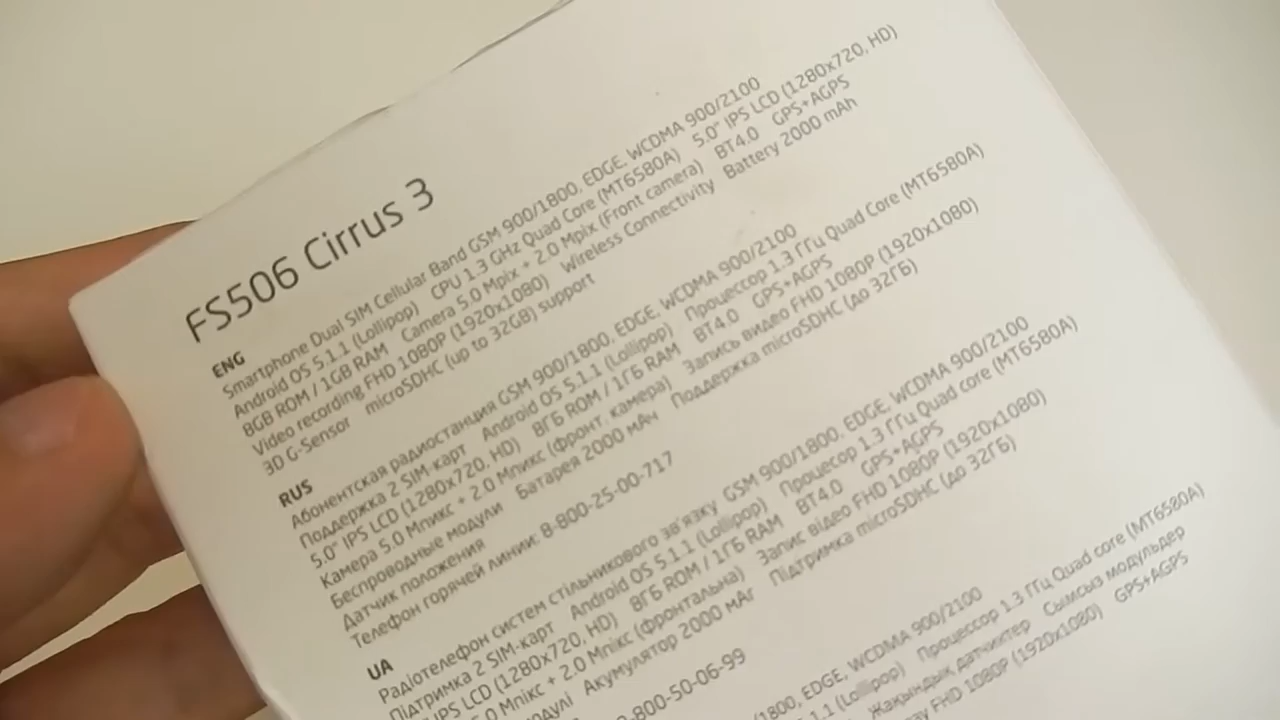 FS506 Cirrus 3
ENG
Smartphone Dual SIM Cellular Band GSM 900/1800, EDGE, WCDMA 900/2100
Android OS 5.1.1 (Lollipop) CPU 1.3 GHz Quad Core (MT6580A) 5.0" IPS LCD (1280x720, HD)
8GB ROM / 1GB RAM Camera 5.0 Mpix + 2.0 Mpix (Front camera) BT4.0 GPS+AGPS
Video recording FHD 1080P (1920x1080) Wireless Connectivity Battery 2000 mAh
3D G-Sensor microSDHC (up to 32GB) support
RUS
Абонентская радиостанция GSM 900/1800, EDGE, WCDMA 900/2100
Поддержка 2 SIM-карт Android OS 5.1.1 (Lollipop) Процессор 1.3 ГГц Quad Core (MT6580A)
5.0" IPS LCD (1280x720, HD) 8ГБ ROM / 1ГБ RAM BT4.0 GPS+AGPS
Камера 5.0 Мпикс + 2.0 Мпикс (фронт. камера) Запись видео FHD 1080P (1920x1080)
Беспроводные модули Батарея 2000 мАч Поддержка microSDHC (до 32ГБ)
Датчик положения
Телефон горячей линии: 8-800-25-00-717
UA
Радіотелефон систем стільникового зв'язку GSM 900/1800, EDGE, WCDMA 900/2100
Підтримка 2 SIM-карт Android OS 5.1.1 (Lollipop) Процесор 1.3 ГГц Quad core (MT6580A)
IPS LCD (1280x720, HD) 8ГБ ROM / 1ГБ RAM BT4.0 GPS+AGPS
5.0 Мпікс + 2.0 Мпікс (фронтальна) Запис відео FHD 1080P (1920x1080)
Акумулятор 2000 мАг Підтримка microSDHC (до 32ГБ)
800-50-06-99
/1800, EDGE, WCDMA 900/2100
(Lollipop) Процессор 1.3 ГГц Quad core (MT6580A)
Жақындық датчиктер Сымсыз модульдер
FHD 1080P (1920x1080) GPS+AGPS